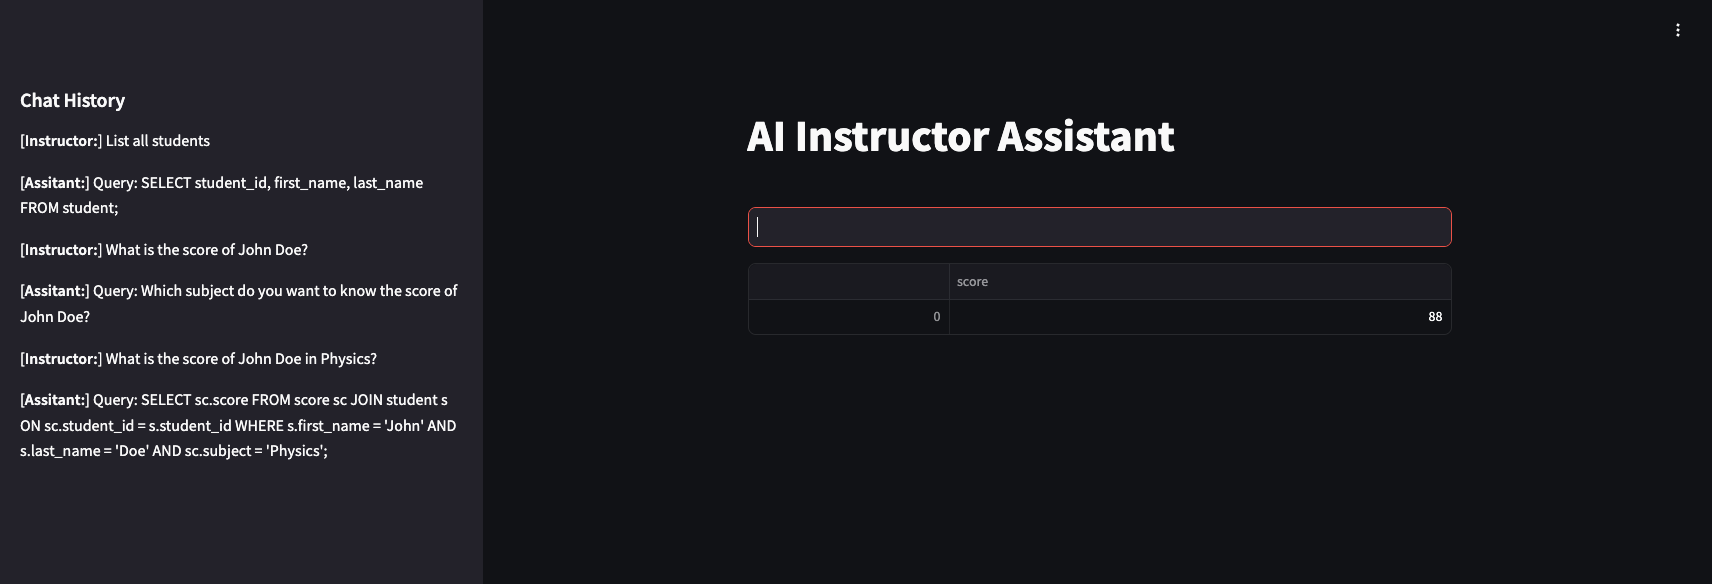 Chat History
[Instructor:] List all students
[Assitant:] Query: SELECT student_id, first_name, last_name
FROM student;
[Instructor:] What is the score of John Doe?
[Assitant:] Query: Which subject do you want to know the score of
John Doe?
[Instructor:] What is the score of John Doe in Physics?
[Assitant:] Query: SELECT sc.score FROM score sc JOIN student s
ON sc.student_id = s.student_id WHERE s.first_name = 'John' AND
s.last_name = 'Doe' AND sc.subject = 'Physics';
AI Instructor Assistant
score
0 88